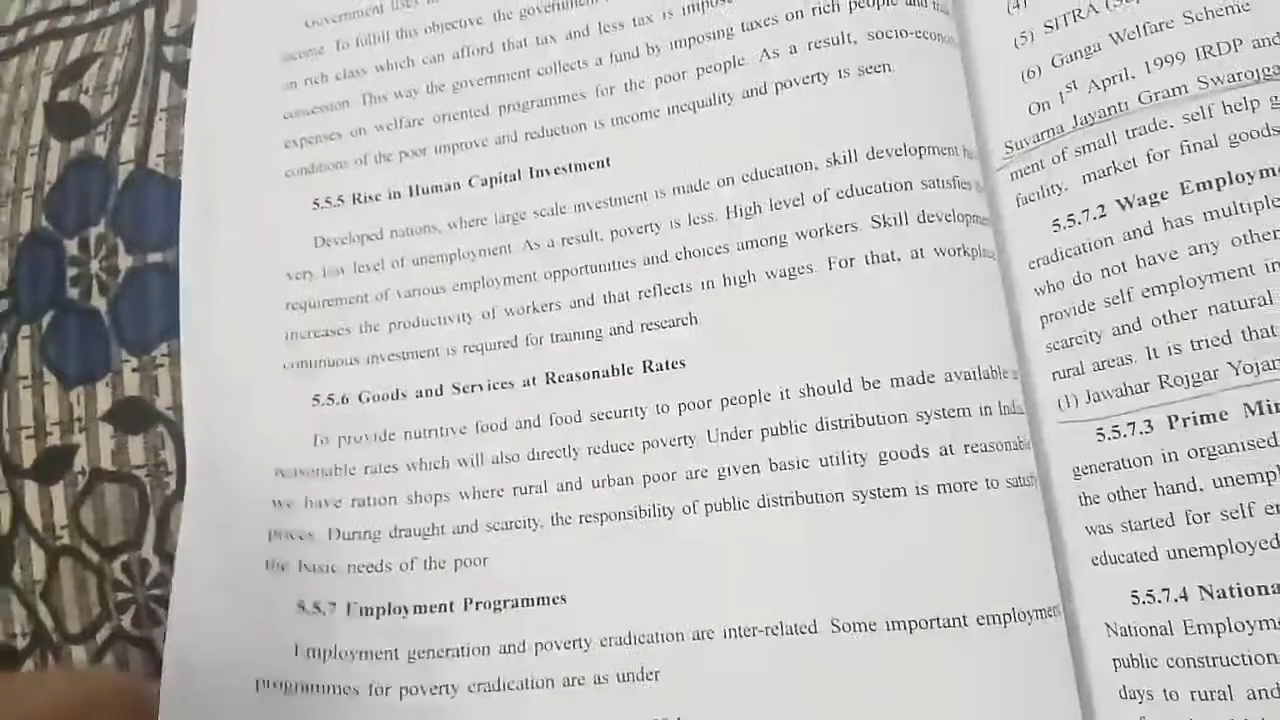 Government uses
income. To fulfill this objective, the government
on rich class which can afford that tax and less tax is
concession. This way the government collects a fund by imposing taxes on rich people and
expenses on welfare oriented programmes for the poor people. As a result, socio-econo
conditions of the poor improve and reduction is income inequality and poverty is seen.
5.5.5 Rise in Human Capital Investment
Developed nations, where large scale investment is made on education, skill development
very low level of unemployment. As a result, poverty is less. High level of education satisfies
requirement of various employment opportunities and choices among workers. Skill developme
increases the productivity of workers and that reflects in high wages. For that, at workplac
continuous investment is required for training and research
5.5.6 Goods and Services at Reasonable Rates
To provide nutritive food and food security to poor people it should be made available
reasonable rates which will also directly reduce poverty. Under public distribution system in India
we have ration shops where rural and urban poor are given basic utility goods at reasonable
prices. During draught and scarcity, the responsibility of public distribution system is more to satisfy
the basic needs of the poor
5.5.7 Employment Programmes
Employment generation and poverty eradication are inter-related. Some important employment
programmes for poverty eradication are as under
(4)
(5) SITRA
(6) Ganga Welfare Scheme
On 1st April, 1999 IRDP and
Suvarna Jayanti Gram Swarojga
ment of small trade, self help g
facility, market for final goods
5.5.7.2 Wage Employm
eradication and has multiple
who do not have any other
provide self employment in
scarcity and other natural
rural areas. It is tried that
(1) Jawahar Rojgar Yojan
5.5.7.3 Prime Min
generation in organised
the other hand, unemp
was started for self e
educated unemployed
5.5.7.4 Nationa
National Employm
public construction
days to rural and